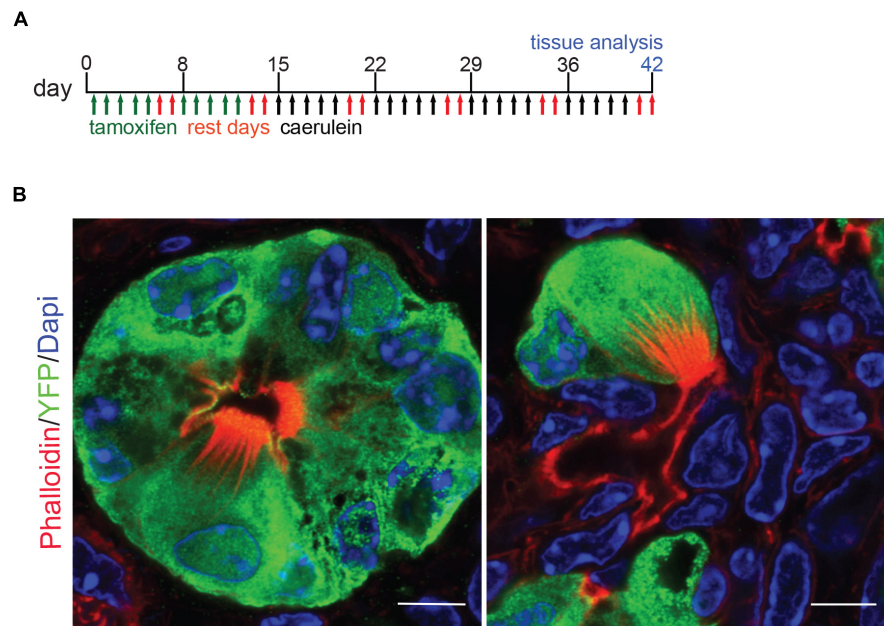 A
tissue analysis
0 8 15 22 29 36 42
day
tamoxifen rest days caerulein
B
Phalloidin/YFP/Dapi